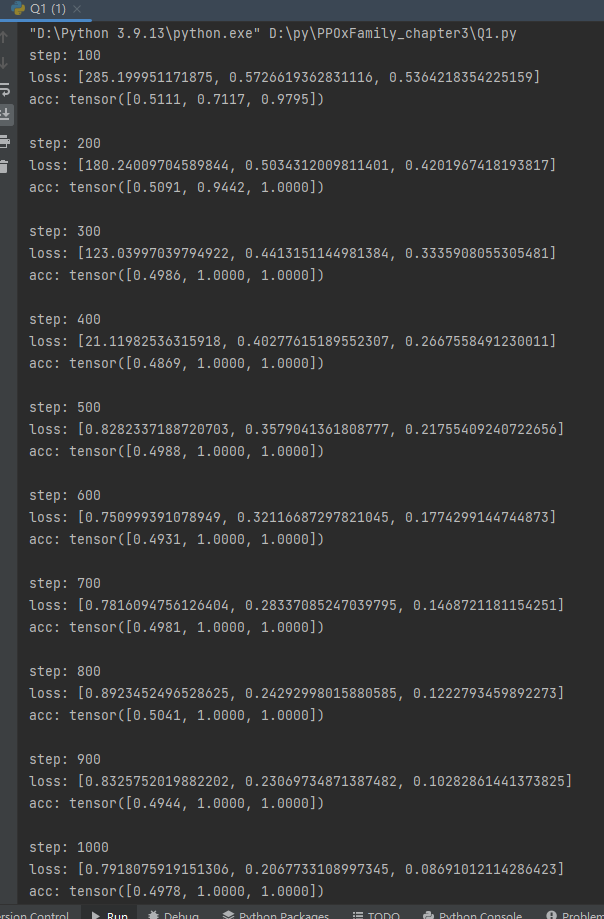 Q1 (1)
"D:\Python 3.9.13\python.exe" D:\py\PPOxFamily_chapter3\Q1.py
step: 100
loss: [285.199951171875, 0.5726619362831116, 0.5364218354225159]
acc: tensor([0.5111, 0.7117, 0.9795])
step: 200
loss: [180.24009704589844, 0.5034312009811401, 0.4201967418193817]
acc: tensor([0.5091, 0.9442, 1.0000])
step: 300
loss: [123.03997039794922, 0.4413151144981384, 0.3335908055305481]
acc: tensor([0.4986, 1.0000, 1.0000])
step: 400
loss: [21.11982536315918, 0.40277615189552307, 0.2667558491230011]
acc: tensor([0.4869, 1.0000, 1.0000])
step: 500
loss: [0.8282337188720703, 0.3579041361808777, 0.21755409240722656]
acc: tensor([0.4988, 1.0000, 1.0000])
step: 600
loss: [0.750999391078949, 0.32116687297821045, 0.1774299144744873]
acc: tensor([0.4931, 1.0000, 1.0000])
step: 700
loss: [0.7816094756126404, 0.28337085247039795, 0.1468721181154251]
acc: tensor([0.4981, 1.0000, 1.0000])
step: 800
loss: [0.8923452496528625, 0.24292998015880585, 0.1222793459892273]
acc: tensor([0.5041, 1.0000, 1.0000])
step: 900
loss: [0.8325752019882202, 0.23069734871387482, 0.10282861441373825]
acc: tensor([0.4944, 1.0000, 1.0000])
step: 1000
loss: [0.7918075919151306, 0.2067733108997345, 0.08691012114286423]
acc: tensor([0.4978, 1.0000, 1.0000])
ersion Control Run Debug Python Packages TODO Python Console Problem